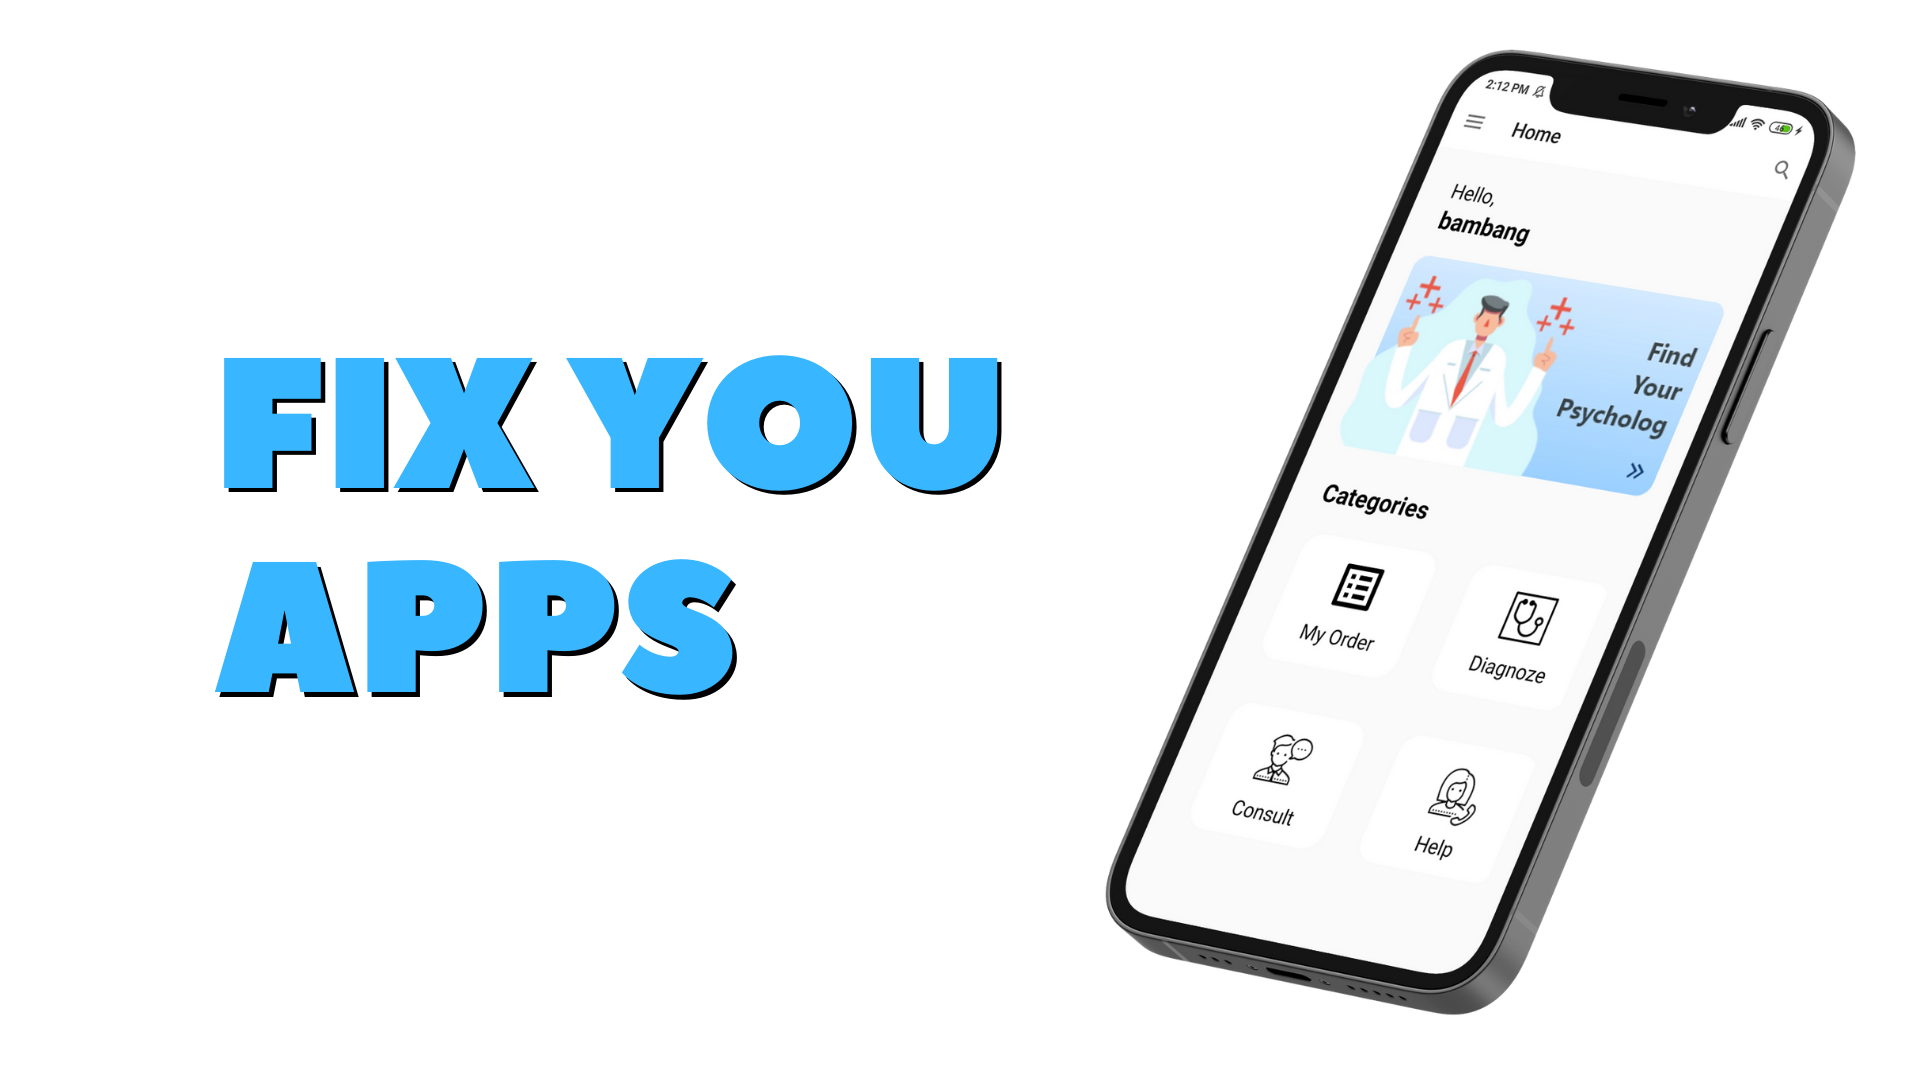 FIX YOU
APPS
2:12 PM
Home
Hello,
bambang
Find
Your
Psycholog
Categories
My Order
Diagnoze
Consult
Help